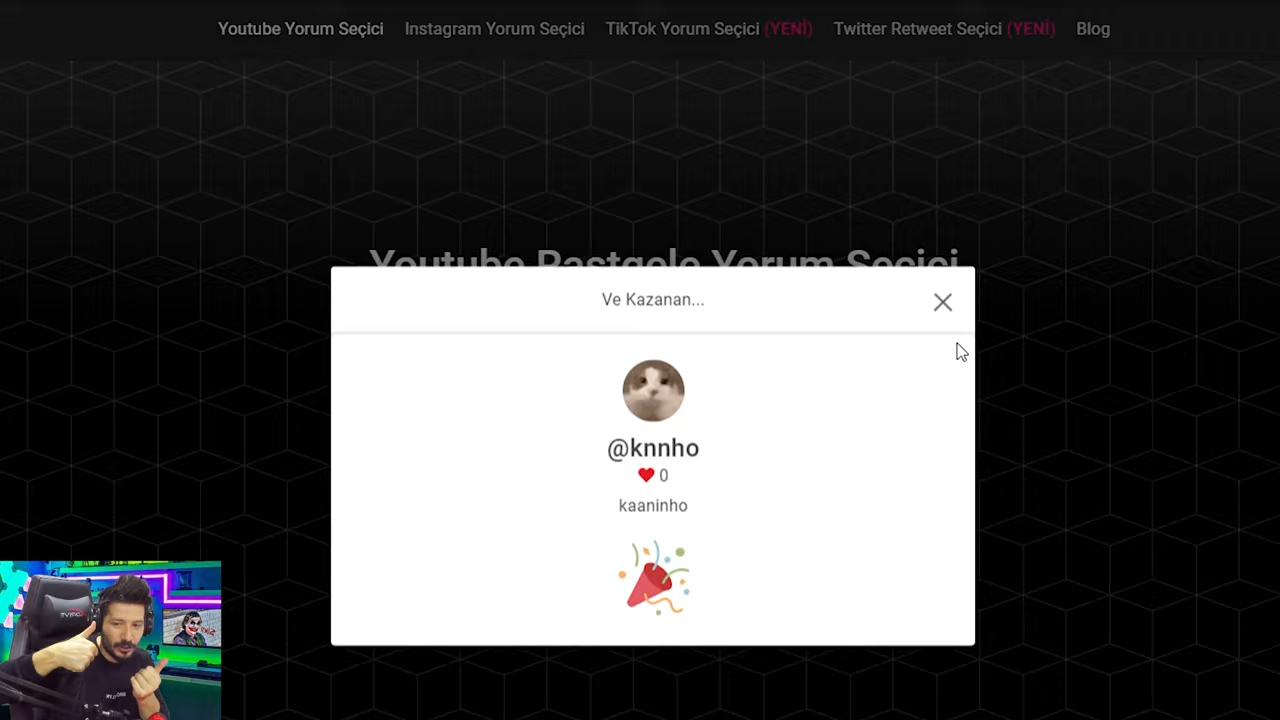 Youtube Yorum Seçici Instagram Yorum Seçici TikTok Yorum Seçici (YENİ) Twitter Retweet Seçici (YENİ) Blog
Youtube Rastgele Yorum Seçici
Ve Kazanan...
@knnho
0
kaaninho